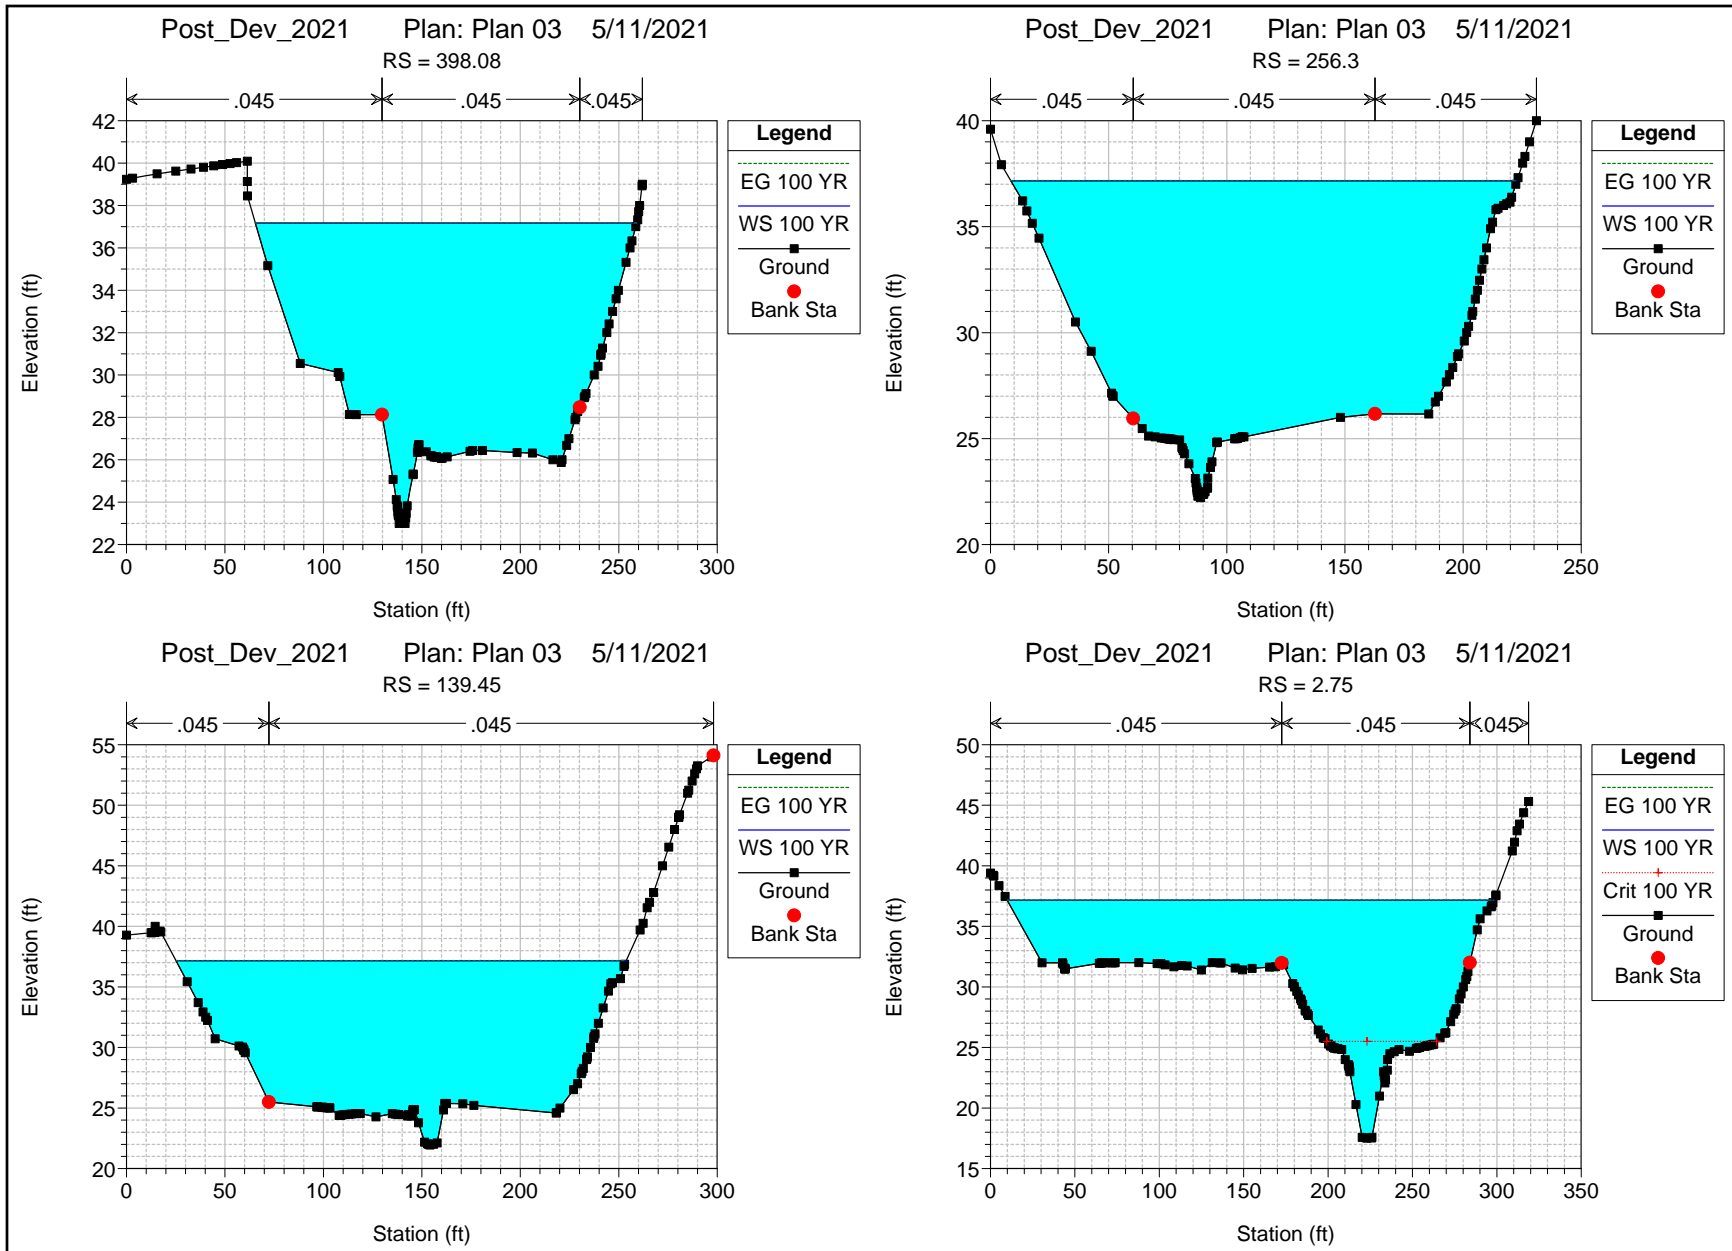 Post_Dev_2021 Plan: Plan 03 5/11/2021
RS = 398.08
.045 .045 .045
42
40
38
36
34
32
30
28
26
24
22
0 50 100 150 200 250 300
Elevation (ft)
Station (ft)
Legend
EG 100 YR
WS 100 YR
Ground
Bank Sta
Post_Dev_2021 Plan: Plan 03 5/11/2021
RS = 256.3
.045 .045 .045
40
35
30
25
20
0 50 100 150 200 250
Elevation (ft)
Station (ft)
Legend
EG 100 YR
WS 100 YR
Ground
Bank Sta
Post_Dev_2021 Plan: Plan 03 5/11/2021
RS = 139.45
.045 .045
55
50
45
40
35
30
25
20
0 50 100 150 200 250 300
Elevation (ft)
Station (ft)
Legend
EG 100 YR
WS 100 YR
Ground
Bank Sta
Post_Dev_2021 Plan: Plan 03 5/11/2021
RS = 2.75
.045 .045 .045
50
45
40
35
30
25
20
15
0 50 100 150 200 250 300 350
Elevation (ft)
Station (ft)
Legend
EG 100 YR
WS 100 YR
Crit 100 YR
Ground
Bank Sta